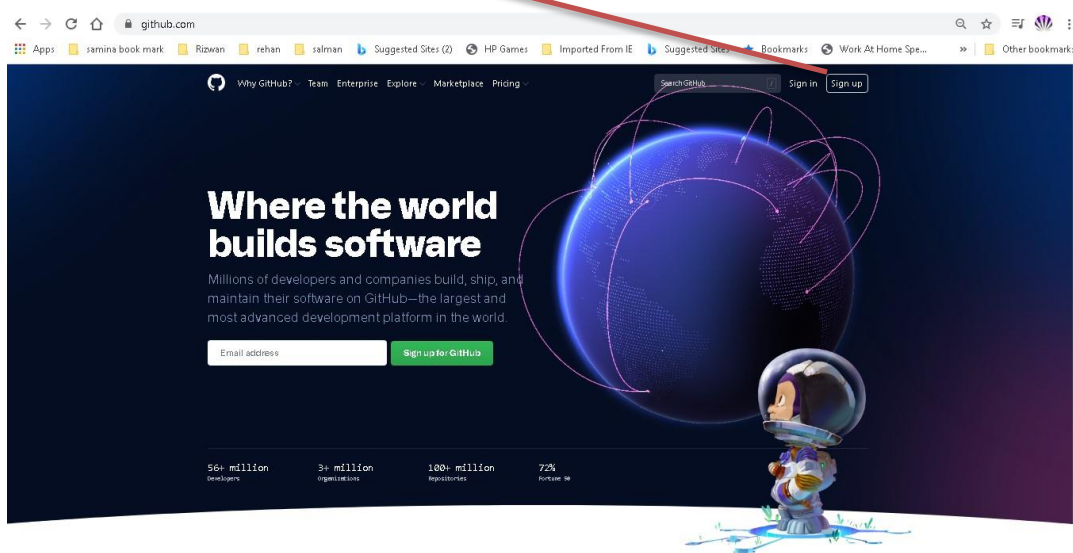 github.com
Apps samina book mark Rizwan rehan salman Suggested Sites (2) HP Games Imported From IE Suggested Sites Bookmarks Work At Home Spe... » Other bookmarks
Why GitHub? Team Enterprise Explore Marketplace Pricing Search GitHub / Sign in Sign up
Where the world
builds software
Millions of developers and companies build, ship, and
maintain their software on GitHub—the largest and
most advanced development platform in the world.
Email address Sign up for GitHub
56+ million 3+ million 100+ million 72%
Developers Organizations Repositories Fortune 50